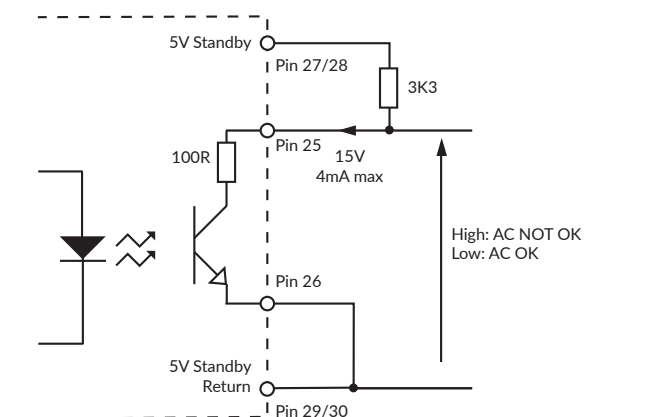 5V Standby
Pin 27/28
3K3
Pin 25
100R
15V
4mA max
High: AC NOT OK
Low: AC OK
Pin 26
5V Standby
Return
Pin 29/30